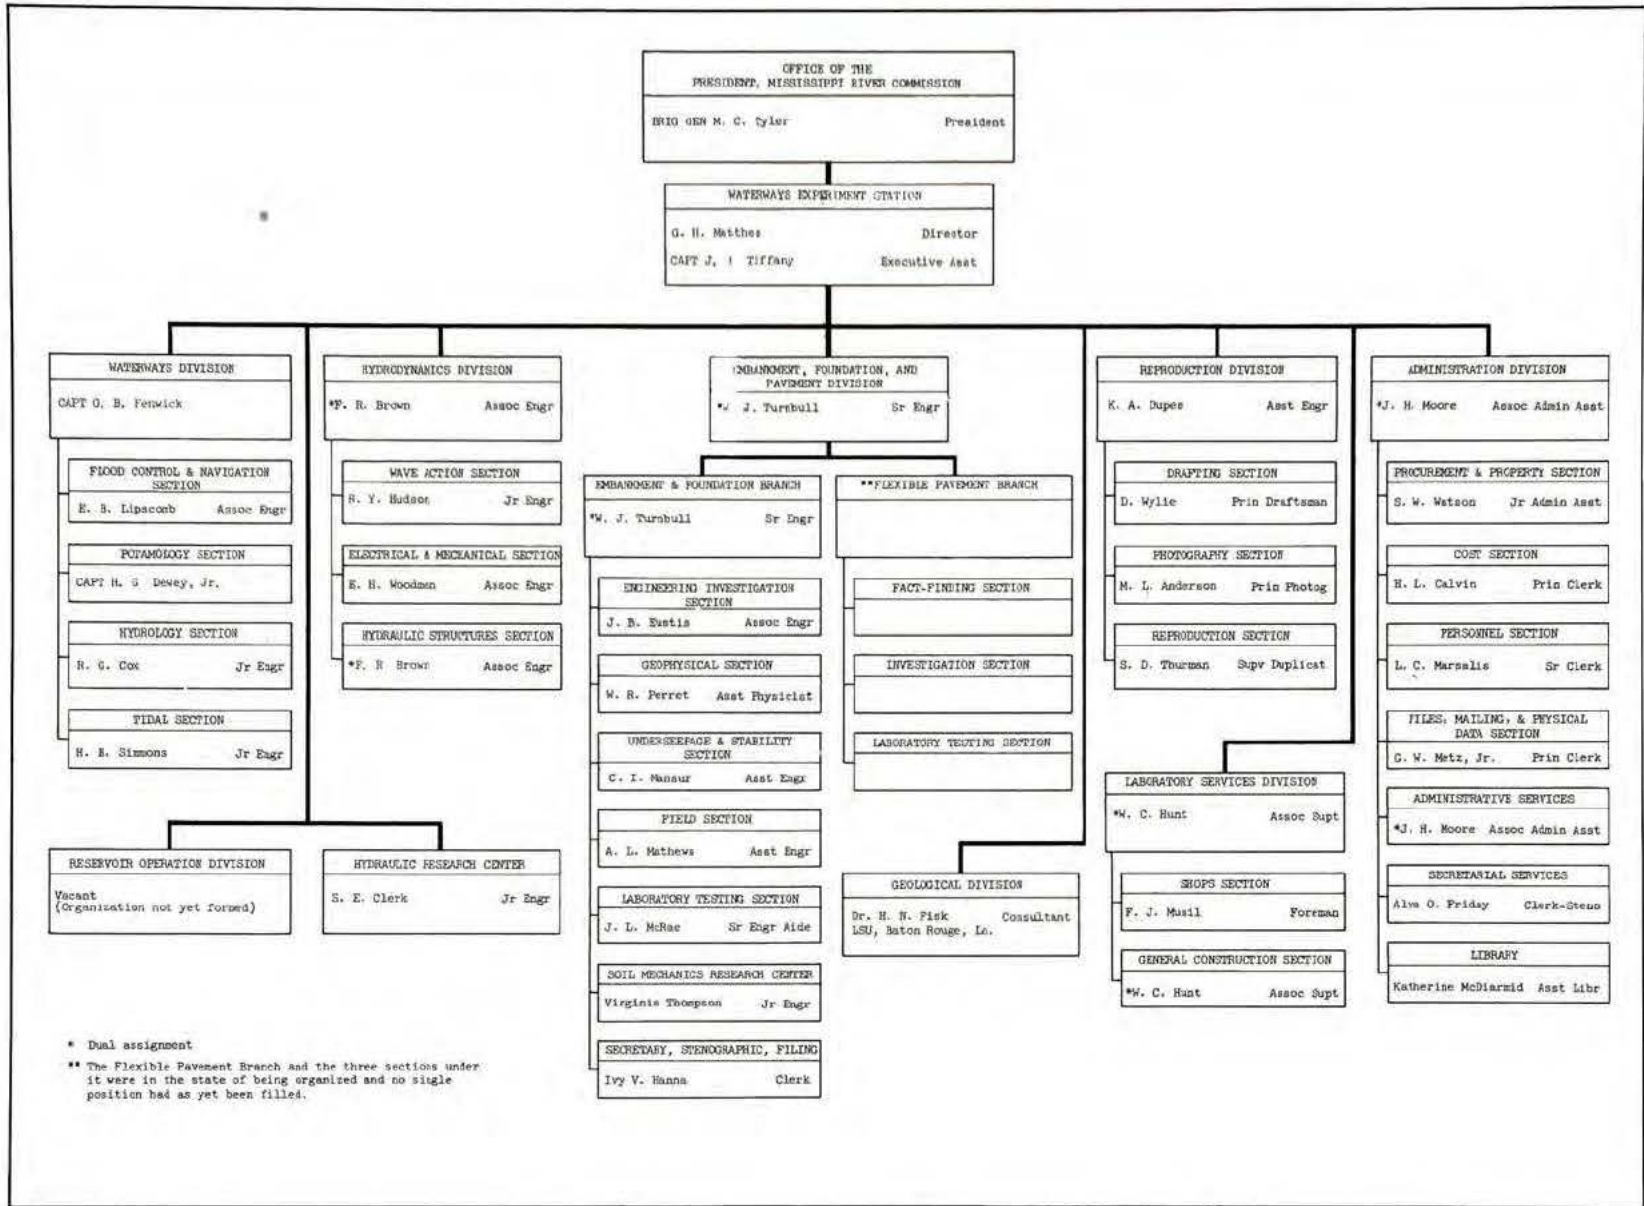 OFFICE OF THE
PRESIDENT, MISSISSIPPI RIVER COMMISSION
BRIG GEN M. C. Tyler President
WATERWAYS EXPERIMENT STATION
G. H. Matthes Director
CAPT J. Tiffany Executive Asst
WATERWAYS DIVISION
CAPT G. B. Fenwick
FLOOD CONTROL & NAVIGATION
SECTION
E. B. Lipscomb Assoc Engr
POTAMOLOGY SECTION
CAPT H. G Dewey, Jr.
HYDROLOGY SECTION
R. G. Cox Jr Engr
TIDAL SECTION
H. B. Simmons Jr Engr
RESERVOIR OPERATION DIVISION
Vacant
(Organization not yet formed)
HYDRODYNAMICS DIVISION
*F. R. Brown Assoc Engr
WAVE ACTION SECTION
R. Y. Hudson Jr Engr
ELECTRICAL & MECHANICAL SECTION
E. H. Woodman Assoc Engr
HYDRAULIC STRUCTURES SECTION
*F. R Brown Assoc Engr
HYDRAULIC RESEARCH CENTER
S. E. Clerk Jr Engr
EMBANKMENT, FOUNDATION, AND
PAVEMENT DIVISION
*W J. Turnbull Sr Engr
EMBANKMENT & FOUNDATION BRANCH
*W. J. Turnbull Sr Engr
ENGINEERING INVESTIGATION
SECTION
J. B. Eustis Assoc Engr
GEOPHYSICAL SECTION
W. R. Perret Asst Physicist
UNDERSEEPAGE & STABILITY
SECTION
C. I. Mansur Asst Engr
FIELD SECTION
A. L. Mathews Asst Engr
LABORATORY TESTING SECTION
J. L. McRae Sr Engr Aide
SOIL MECHANICS RESEARCH CENTER
Virginia Thompson Jr Engr
SECRETARY, STENOGRAPHIC, FILING
Ivy V. Hanna Clerk
**FLEXIBLE PAVEMENT BRANCH
FACT-FINDING SECTION
INVESTIGATION SECTION
LABORATORY TESTING SECTION
GEOLOGICAL DIVISION
Dr. H. N. Fisk Consultant
LSU, Baton Rouge, La.
REPRODUCTION DIVISION
K. A. Dupes Asst Engr
DRAFTING SECTION
D. Wylie Prin Draftsman
PHOTOGRAPHY SECTION
M. L. Anderson Prin Photog
REPRODUCTION SECTION
S. D. Thurman Supv Duplicat
LABORATORY SERVICES DIVISION
*W. C. Hunt Assoc Supt
SHOPS SECTION
F. J. Musil Foreman
GENERAL CONSTRUCTION SECTION
*W. C. Hunt Assoc Supt
ADMINISTRATION DIVISION
*J. H. Moore Assoc Admin Asst
PROCUREMENT & PROPERTY SECTION
S. W. Watson Jr Admin Asst
COST SECTION
H. L. Calvin Prin Clerk
PERSONNEL SECTION
L. C. Marsalis Sr Clerk
FILES, MAILING, & PHYSICAL
DATA SECTION
G. W. Metz, Jr. Prin Clerk
ADMINISTRATIVE SERVICES
*J. H. Moore Assoc Admin Asst
SECRETARIAL SERVICES
Alva O. Friday Clerk-Steno
LIBRARY
Katherine McDiarmid Asst Libr
* Dual assignment
** The Flexible Pavement Branch and the three sections under
it were in the state of being organized and no single
position had as yet been filled.